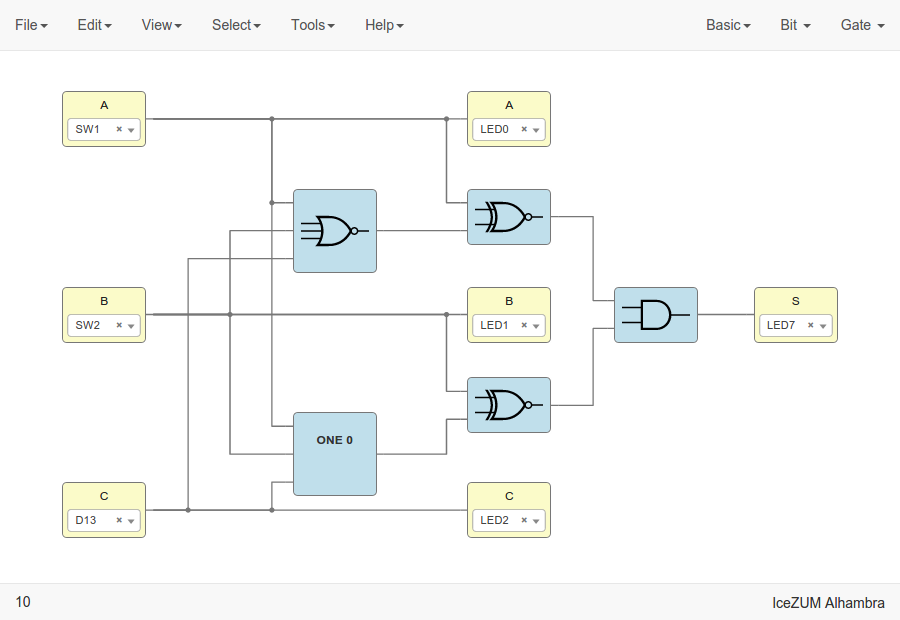 File Edit View Select Tools Help Basic Bit Gate
A
SW1 ×
A
LED0 ×
B
SW2 ×
B
LED1 ×
S
LED7 ×
ONE 0
C
D13 ×
C
LED2 ×
10
IceZUM Alhambra